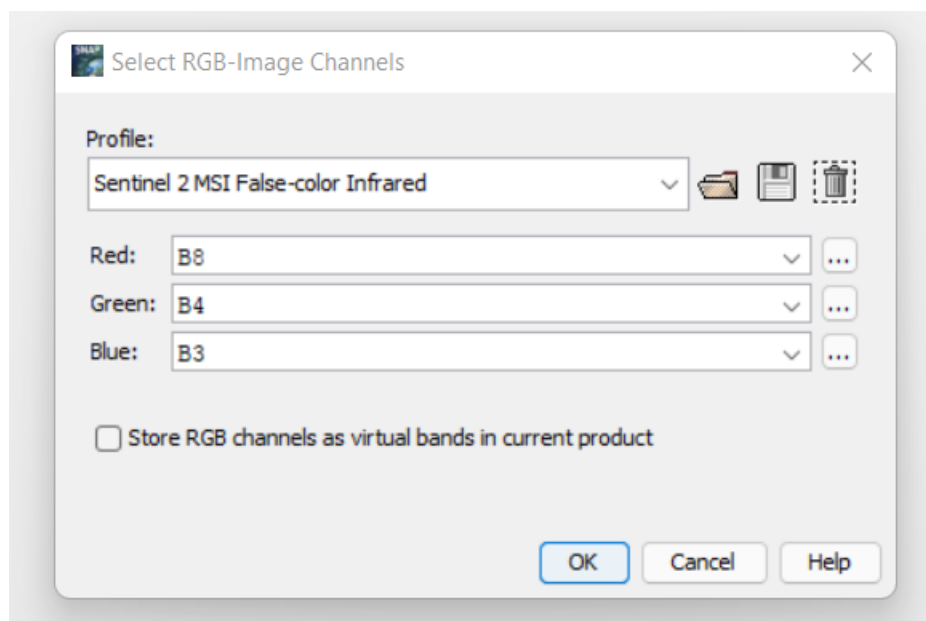 SNAP
Select RGB-Image Channels
Profile:
Sentinel 2 MSI False-color Infrared
Red: B8 ...
Green: B4 ...
Blue: B3 ...
Store RGB channels as virtual bands in current product
OK Cancel Help